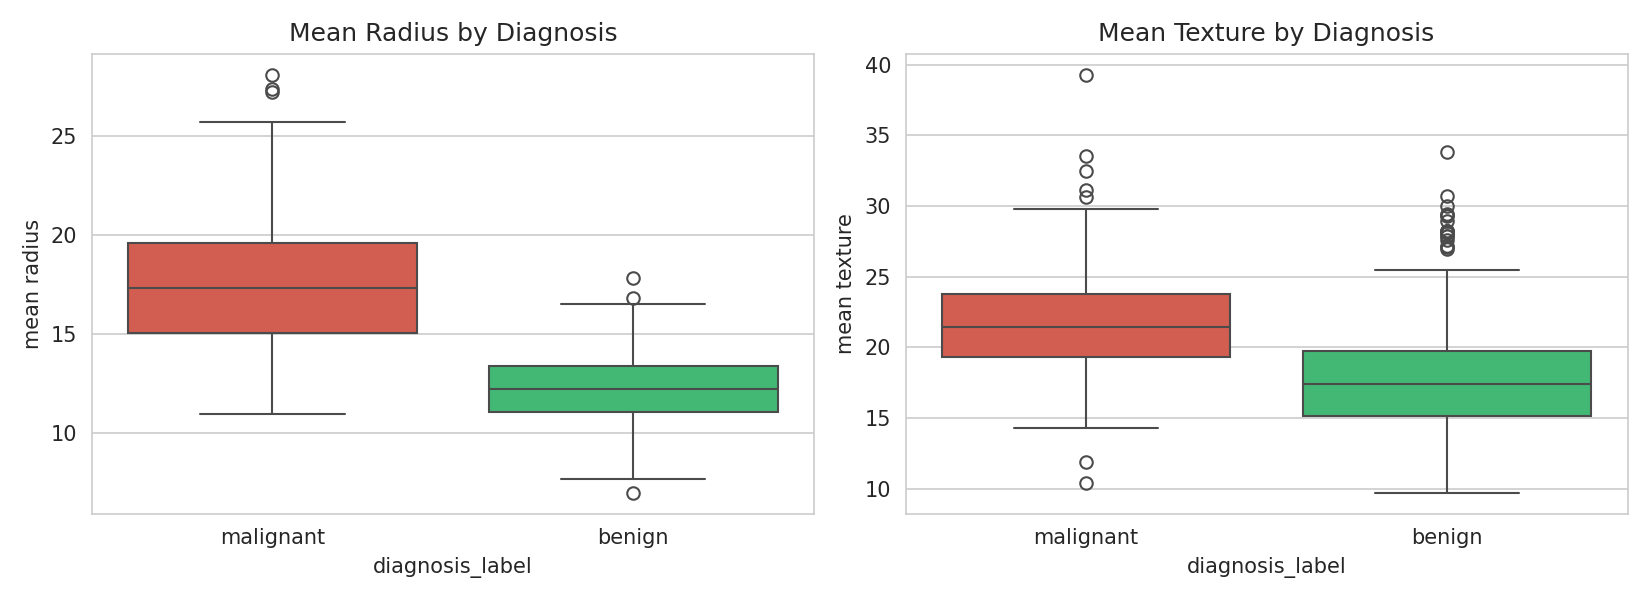 Mean Radius by Diagnosis
25
20
15
10
mean radius
malignant
benign
diagnosis_label
Mean Texture by Diagnosis
40
35
30
25
20
15
10
mean texture
malignant
benign
diagnosis_label